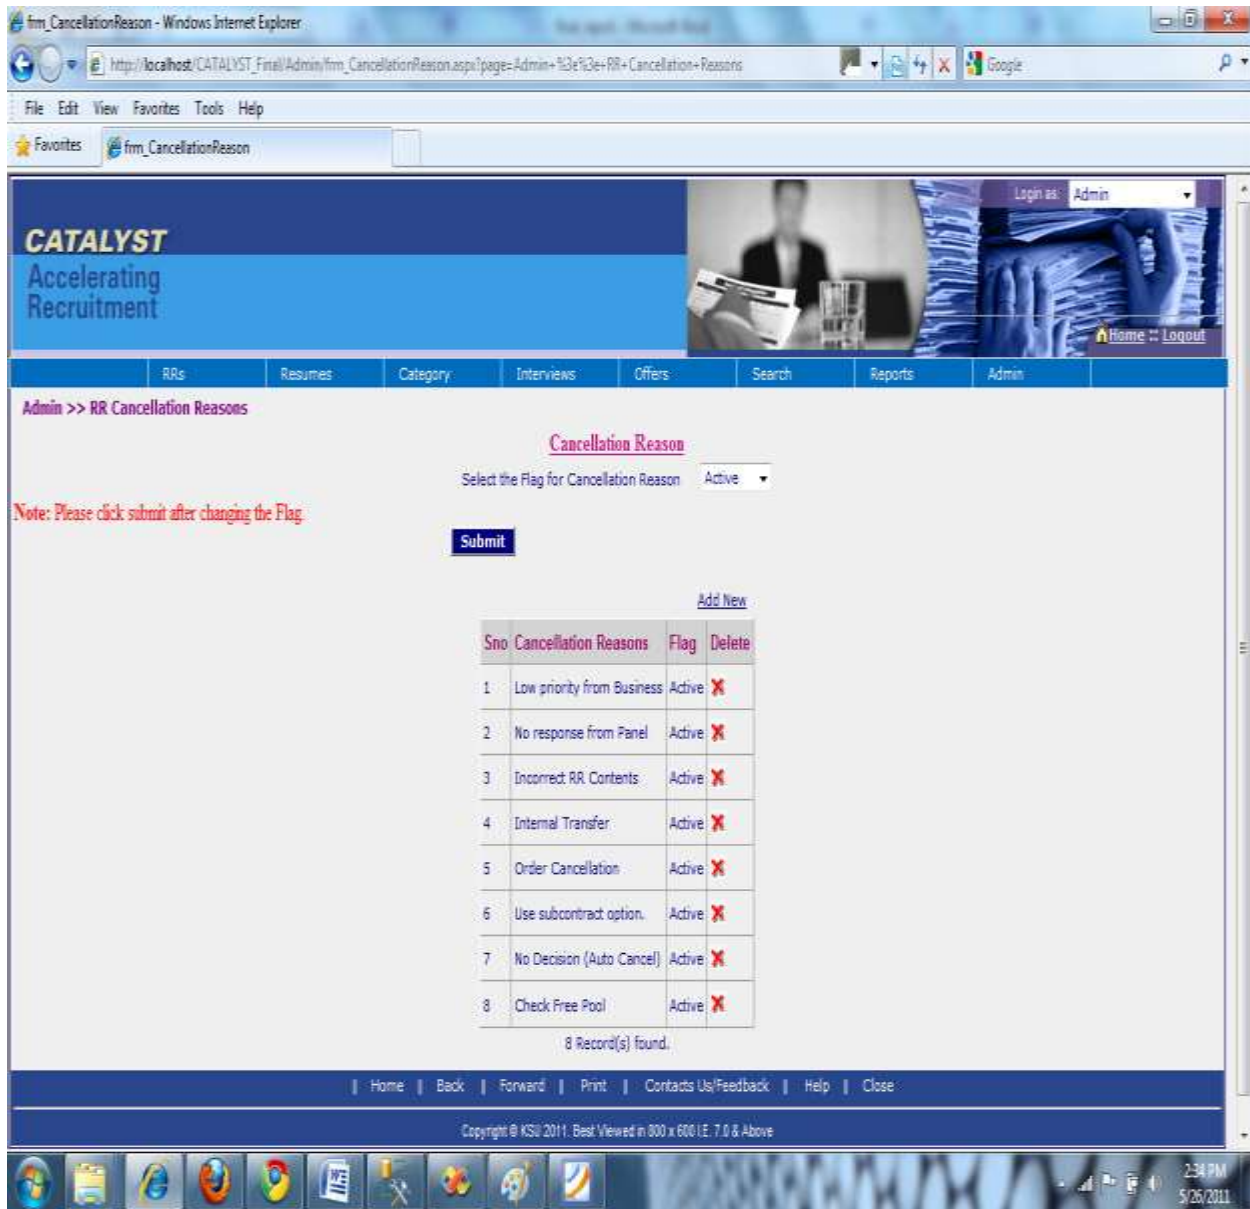 frm_CancellationReason - Windows Internet Explorer
http://localhost/CATALYST_Final/Admin/frm_CancellationReason.aspx?page=Admin+%3e%3e+RR+Cancellation+Reasons
Google
File Edit View Favorites Tools Help
Favorites frm_CancellationReason
Login as: Admin
CATALYST
Accelerating
Recruitment
Home :: Logout
RRs Resumes Category Interviews Offers Search Reports Admin
Admin >> RR Cancellation Reasons
Cancellation Reason
Select the Flag for Cancellation Reason Active
Note: Please click submit after changing the Flag.
Submit
Add New
Sno Cancellation Reasons Flag Delete
1 Low priority from Business Active
2 No response from Panel Active
3 Incorrect RR Contents Active
4 Internal Transfer Active
5 Order Cancellation Active
6 Use subcontract option. Active
7 No Decision (Auto Cancel) Active
8 Check Free Pool Active
8 Record(s) found.
| Home | Back | Forward | Print | Contacts Us/Feedback | Help | Close
Copyright © KSU 2011. Best Viewed in 800 x 600 I.E. 7.0 & Above
2:34 PM
5/26/2011